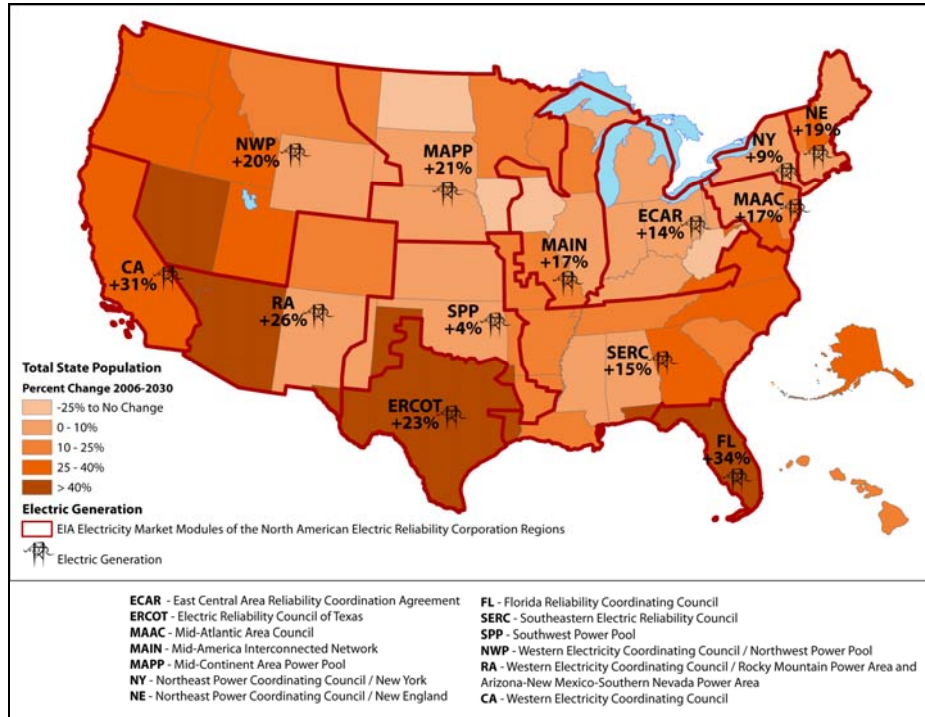 NWP
+20%
MAPP
+21%
NY
+9%
NE
+19%
MAAC
+17%
ECAR
+14%
MAIN
+17%
CA
+31%
RA
+26%
SPP
+4%
SERC
+15%
ERCOT
+23%
FL
+34%
Total State Population
Percent Change 2006-2030
-25% to No Change
0 - 10%
10 - 25%
25 - 40%
> 40%
Electric Generation
EIA Electricity Market Modules of the North American Electric Reliability Corporation Regions
Electric Generation
ECAR - East Central Area Reliability Coordination Agreement
ERCOT - Electric Reliability Council of Texas
MAAC - Mid-Atlantic Area Council
MAIN - Mid-America Interconnected Network
MAPP - Mid-Continent Area Power Pool
NY - Northeast Power Coordinating Council / New York
NE - Northeast Power Coordinating Council / New England
FL - Florida Reliability Coordinating Council
SERC - Southeastern Electric Reliability Council
SPP - Southwest Power Pool
NWP - Western Electricity Coordinating Council / Northwest Power Pool
RA - Western Electricity Coordinating Council / Rocky Mountain Power Area and
Arizona-New Mexico-Southern Nevada Power Area
CA - Western Electricity Coordinating Council